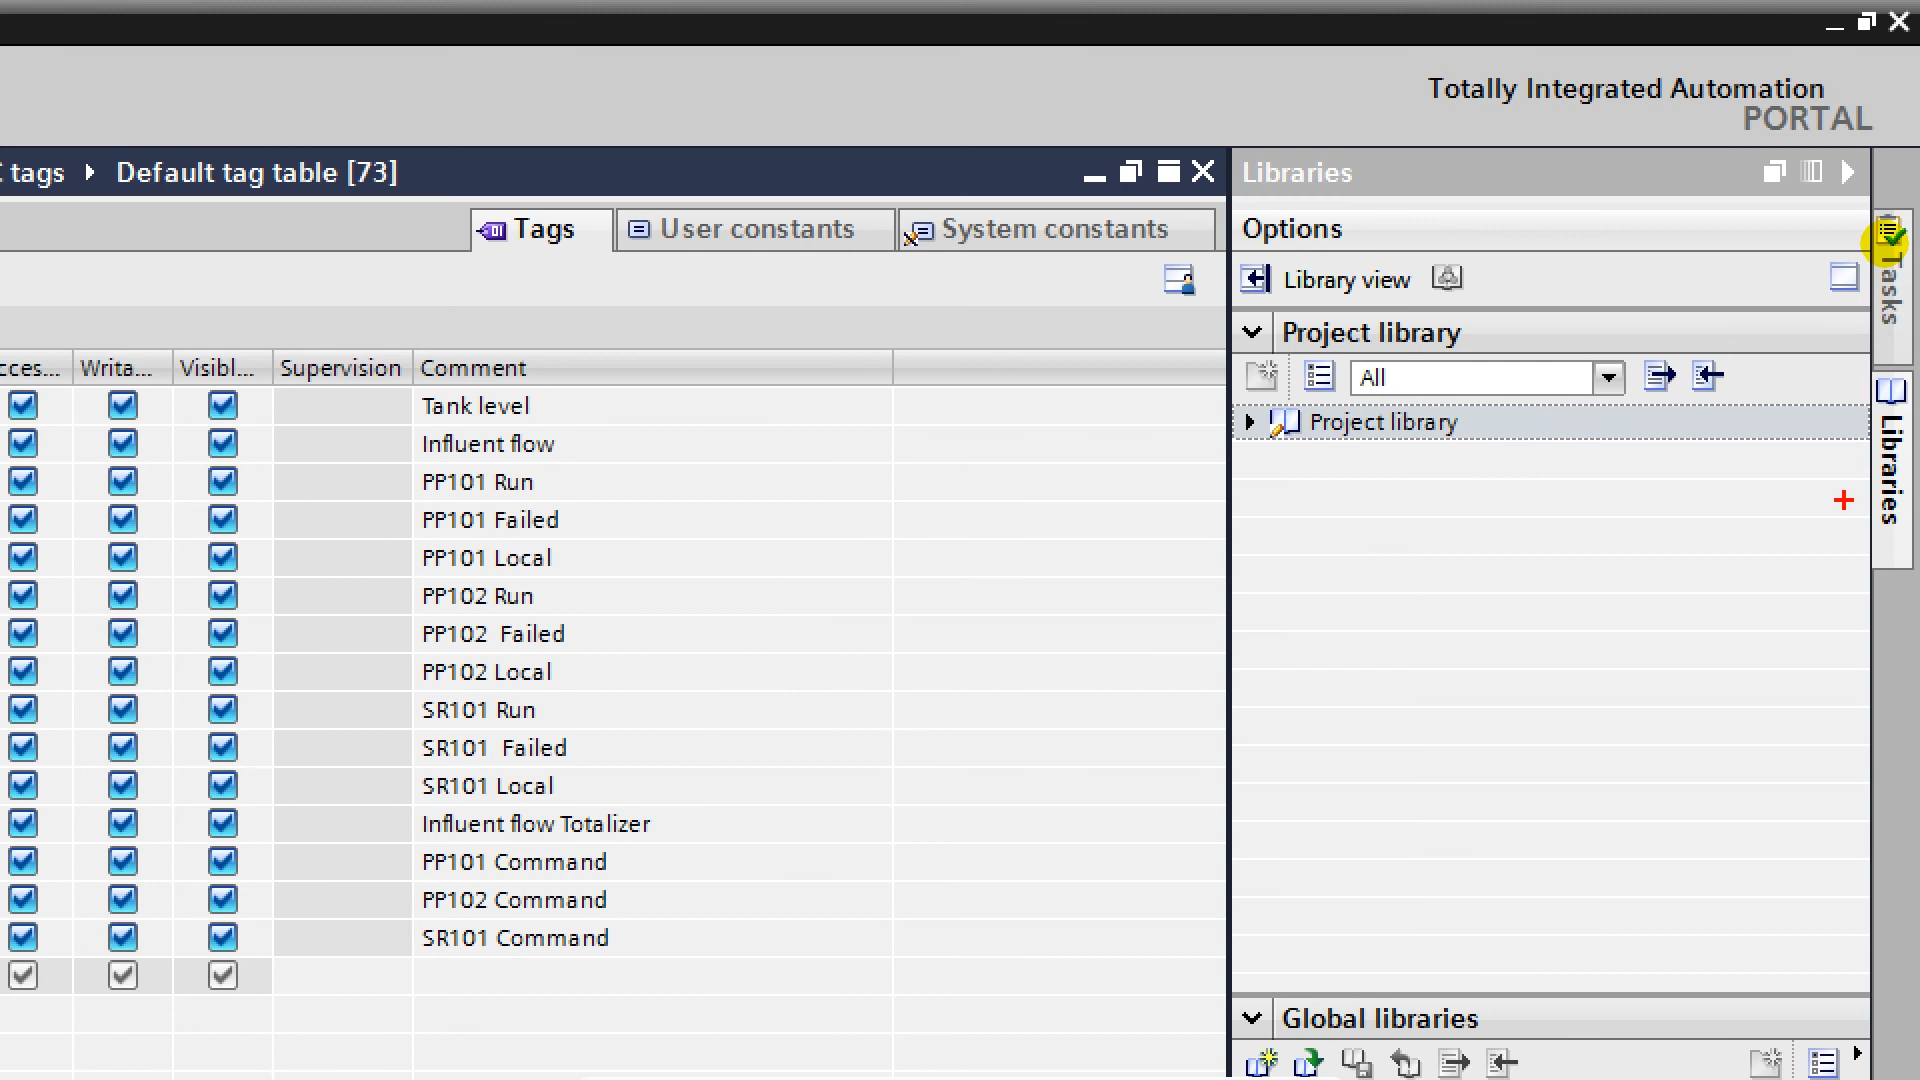 Totally Integrated Automation
PORTAL
tags ▸ Default tag table [73]
Libraries
Tags
User constants
System constants
Options
Library view
Tasks
Libraries
Project library
All
Project library
cces... Writa... Visibl... Supervision Comment
Tank level
Influent flow
PP101 Run
PP101 Failed
PP101 Local
PP102 Run
PP102  Failed
PP102 Local
SR101 Run
SR101  Failed
SR101 Local
Influent flow Totalizer
PP101 Command
PP102 Command
SR101 Command
Global libraries